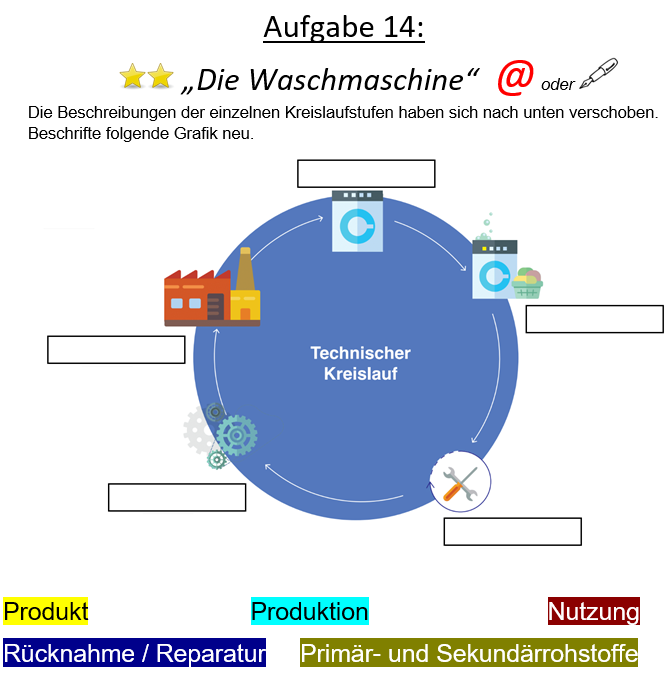 Aufgabe 14:
„Die Waschmaschine“ @ oder
Die Beschreibungen der einzelnen Kreislaufstufen haben sich nach unten verschoben.
Beschrifte folgende Grafik neu.
Technischer
Kreislauf
Produkt Produktion Nutzung
Rücknahme / Reparatur Primär- und Sekundärrohstoffe